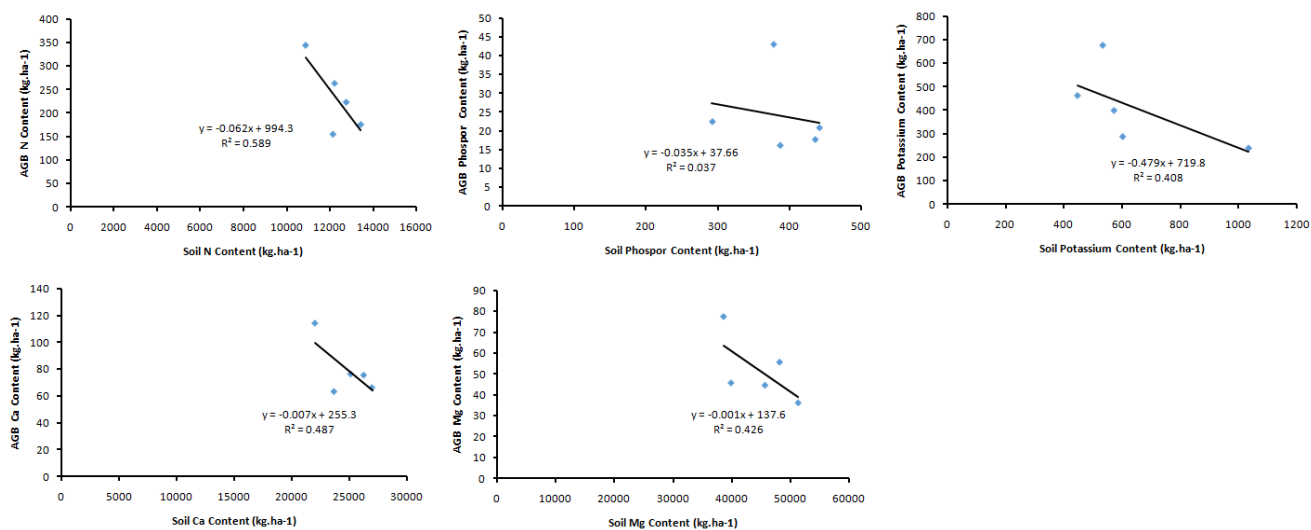 400
350
300
250
200
150
100
50
0
AGB N Content (kg.ha-1)
y = -0.062x + 994.3
R² = 0.589
0 2000 4000 6000 8000 10000 12000 14000 16000
Soil N Content (kg.ha-1)
50
45
40
35
30
25
20
15
10
5
0
AGB Phospor Content (kg.ha-1)
y = -0.035x + 37.66
R² = 0.037
0 100 200 300 400 500
Soil Phospor Content (kg.ha-1)
800
700
600
500
400
300
200
100
0
AGB Potassium Content (kg.ha-1)
y = -0.479x + 719.8
R² = 0.408
0 200 400 600 800 1000 1200
Soil Potassium Content (kg.ha-1)
140
120
100
80
60
40
20
0
AGB Ca Content (kg.ha-1)
y = -0.007x + 255.3
R² = 0.487
0 5000 10000 15000 20000 25000 30000
Soil Ca Content (kg.ha-1)
90
80
70
60
50
40
30
20
10
0
AGB Mg Content (kg.ha-1)
y = -0.001x + 137.6
R² = 0.426
0 10000 20000 30000 40000 50000 60000
Soil Mg Content (kg.ha-1)